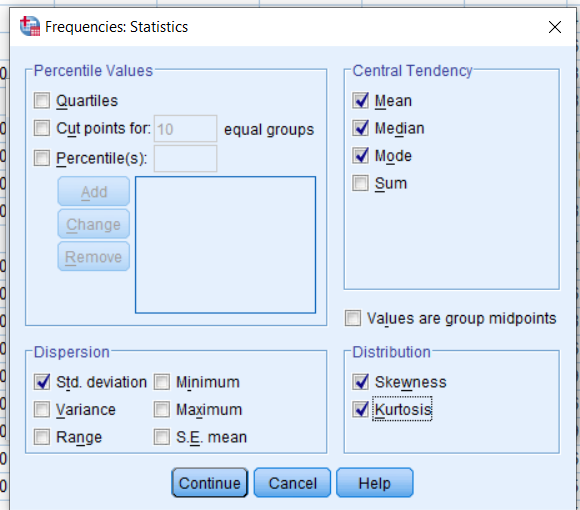 Frequencies: Statistics
Percentile Values
Quartiles
Cut points for: 10 equal groups
Percentile(s):
Add
Change
Remove
Central Tendency
Mean
Median
Mode
Sum
Values are group midpoints
Dispersion
Std. deviation Minimum
Variance Maximum
Range S.E. mean
Distribution
Skewness
Kurtosis
Continue Cancel Help